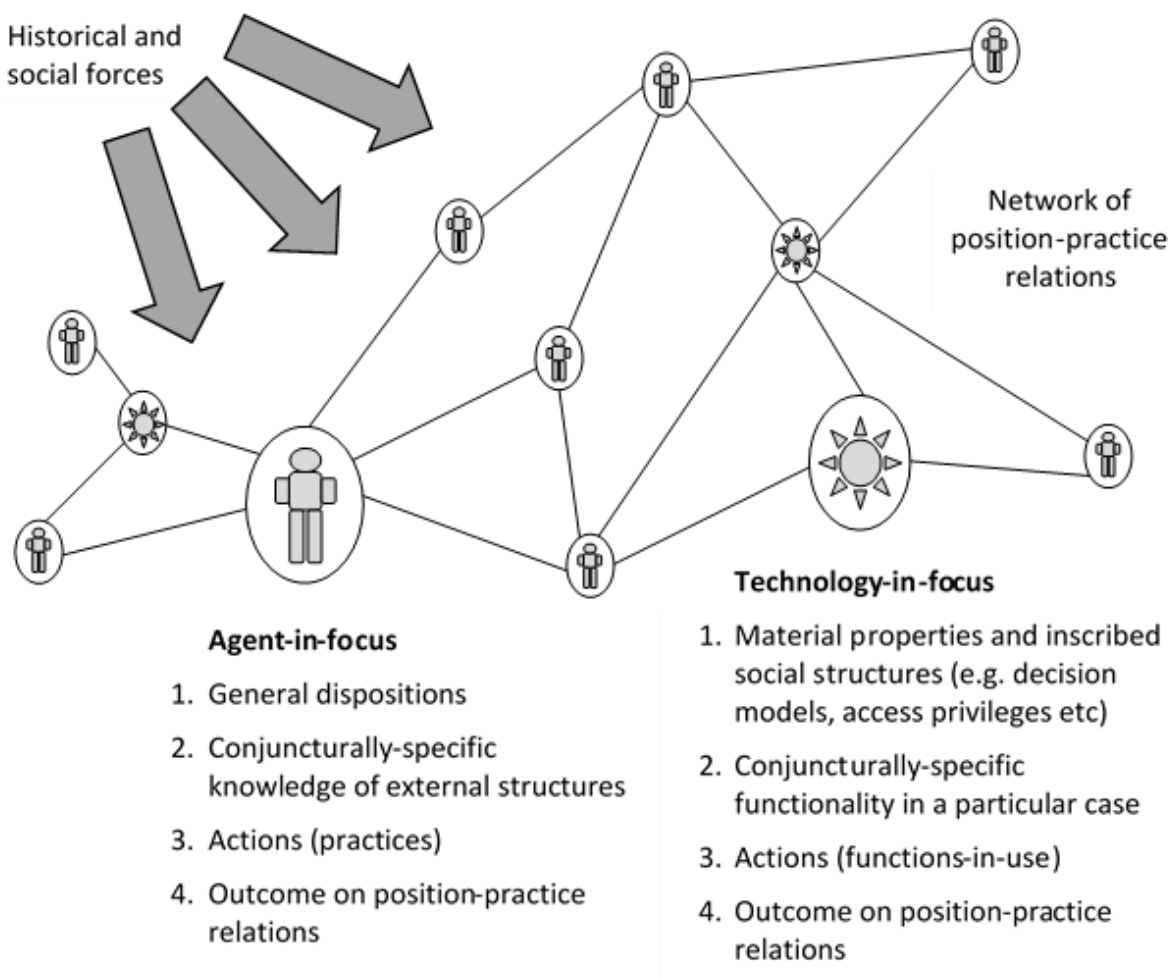 Historical and
social forces
Network of
position-practice
relations
Agent-in-focus
1. General dispositions
2. Conjuncturally-specific
knowledge of external structures
3. Actions (practices)
4. Outcome on position-practice
relations
Technology-in-focus
1. Material properties and inscribed
social structures (e.g. decision
models, access privileges etc)
2. Conjuncturally-specific
functionality in a particular case
3. Actions (functions-in-use)
4. Outcome on position-practice
relations